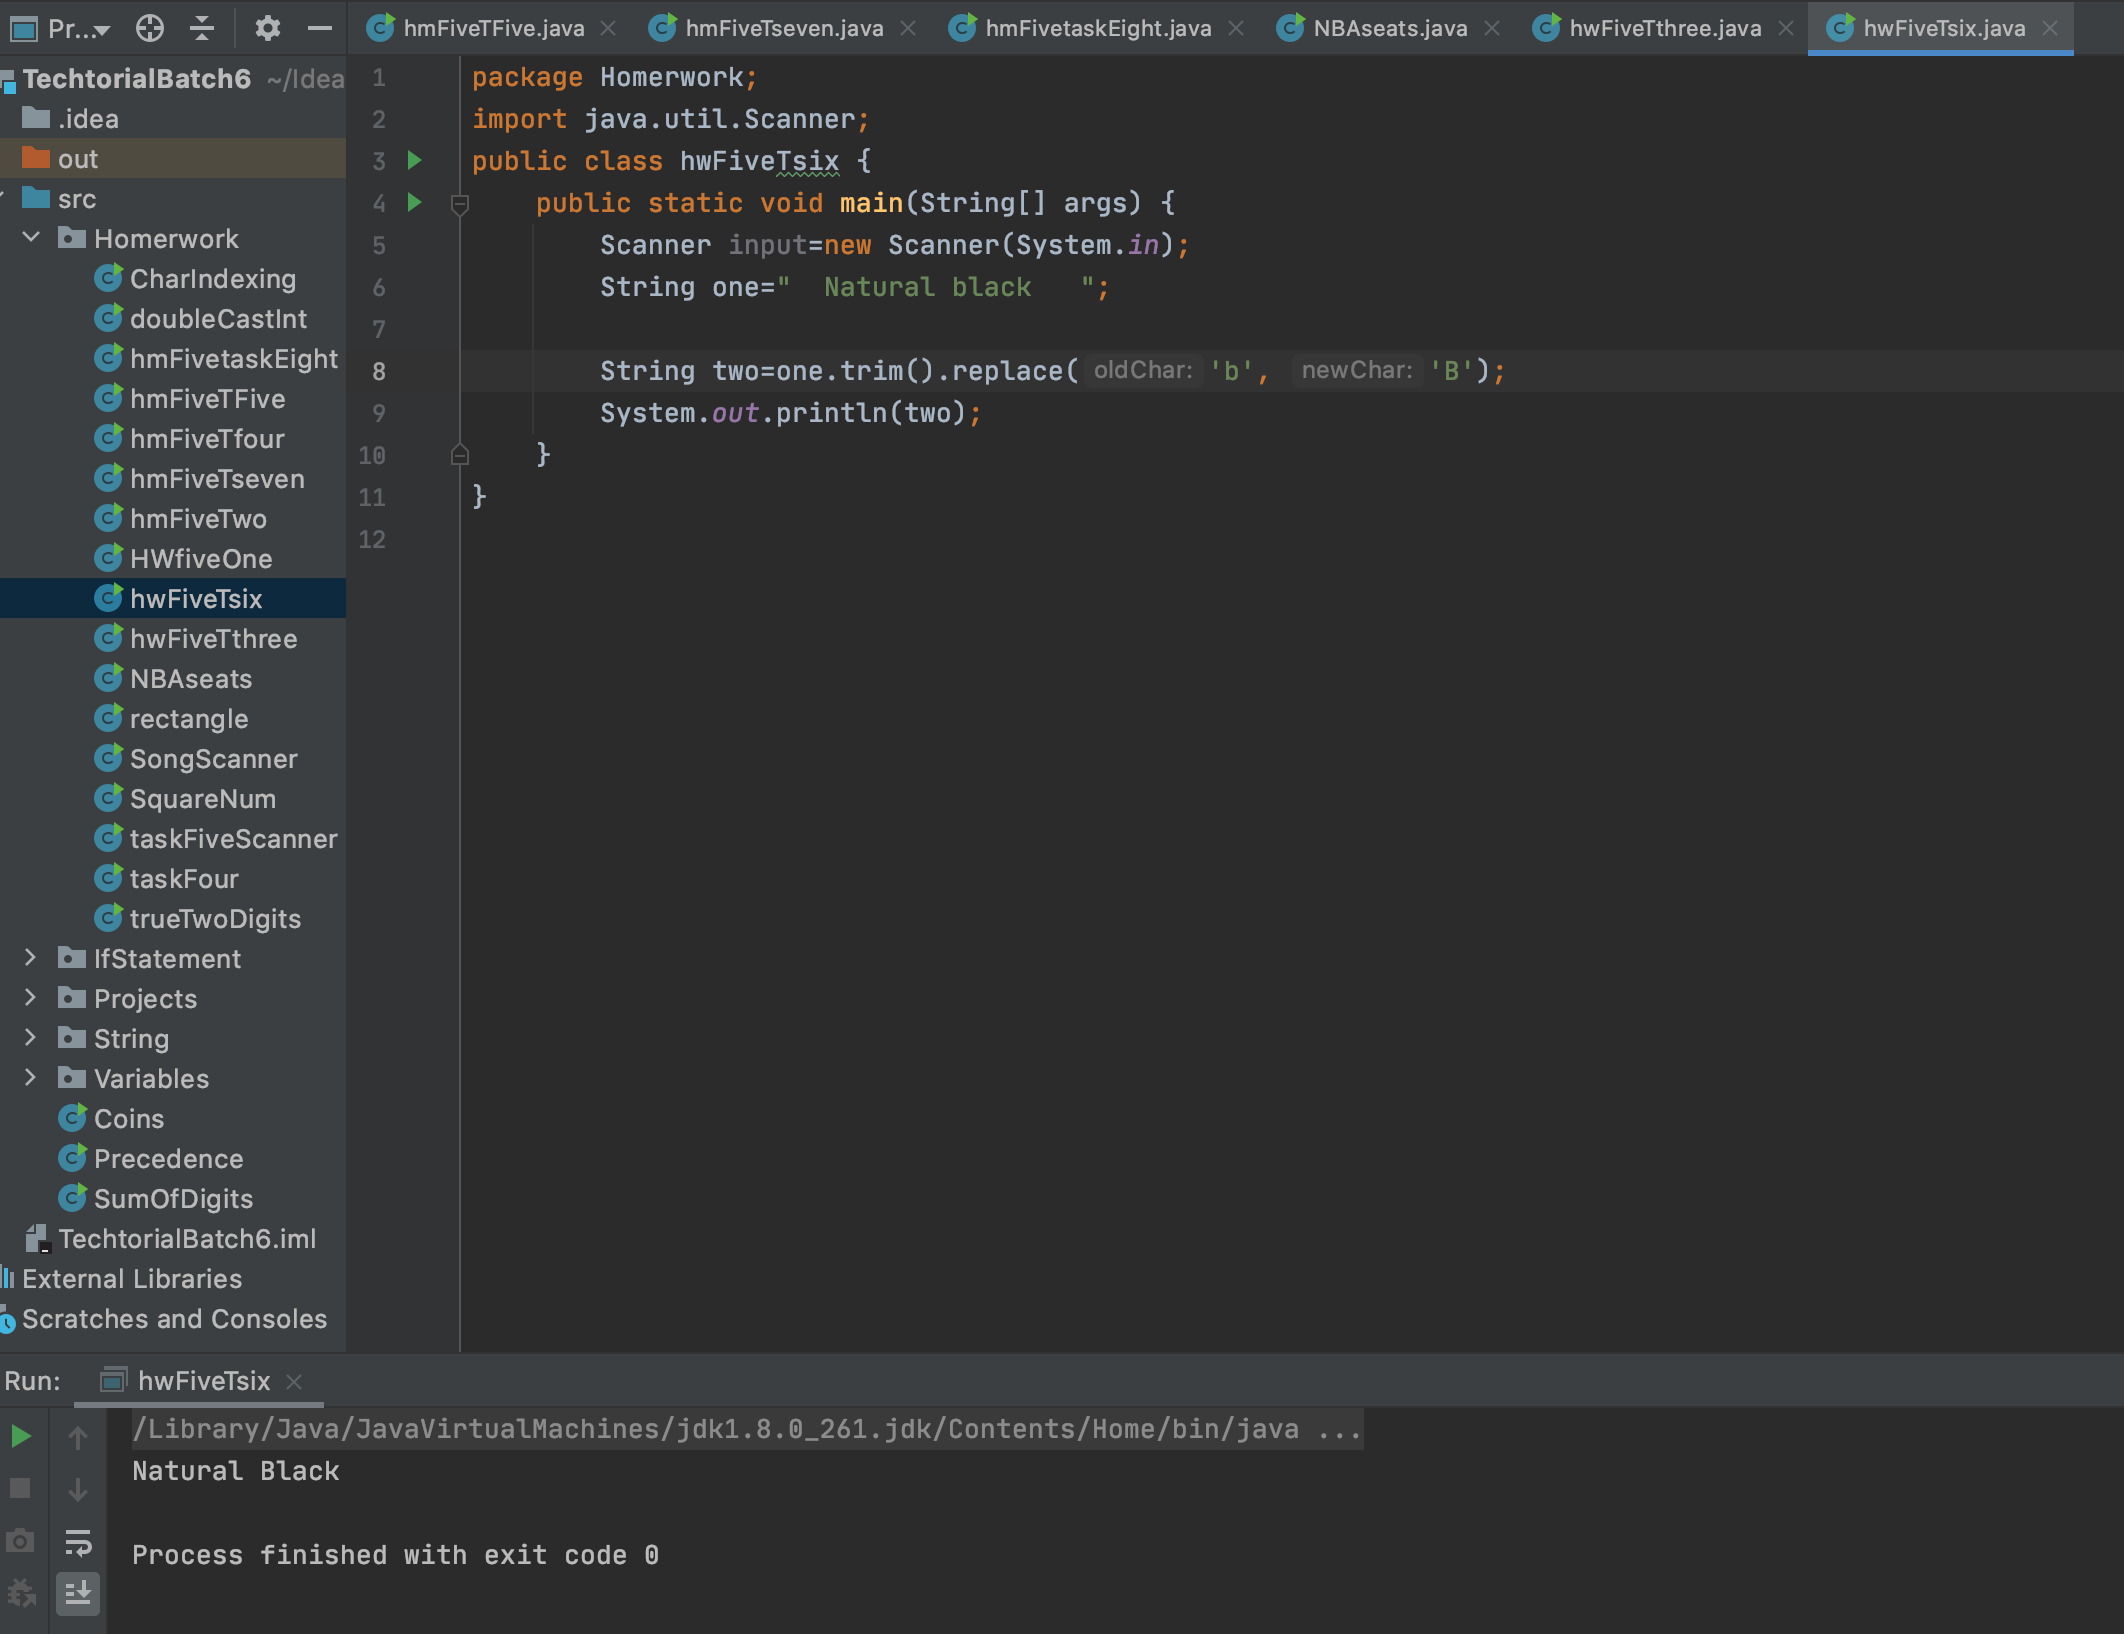 Pr...
hmFiveTFive.java
hmFiveTseven.java
hmFivetaskEight.java
NBAseats.java
hwFiveTthree.java
hwFiveTsix.java
TechtorialBatch6 ~/Idea
.idea
out
src
Homerwork
CharIndexing
doubleCastInt
hmFivetaskEight
hmFiveTFive
hmFiveTfour
hmFiveTseven
hmFiveTwo
HWfiveOne
hwFiveTsix
hwFiveTthree
NBAseats
rectangle
SongScanner
SquareNum
taskFiveScanner
taskFour
trueTwoDigits
IfStatement
Projects
String
Variables
Coins
Precedence
SumOfDigits
TechtorialBatch6.iml
External Libraries
Scratches and Consoles
1 package Homerwork;
2 import java.util.Scanner;
3 public class hwFiveTsix {
4     public static void main(String[] args) {
5         Scanner input=new Scanner(System.in);
6         String one="  Natural black   ";
7
8         String two=one.trim().replace( oldChar: 'b', newChar: 'B');
9         System.out.println(two);
10     }
11 }
12
Run: hwFiveTsix
/Library/Java/JavaVirtualMachines/jdk1.8.0_261.jdk/Contents/Home/bin/java ...
Natural Black
Process finished with exit code 0